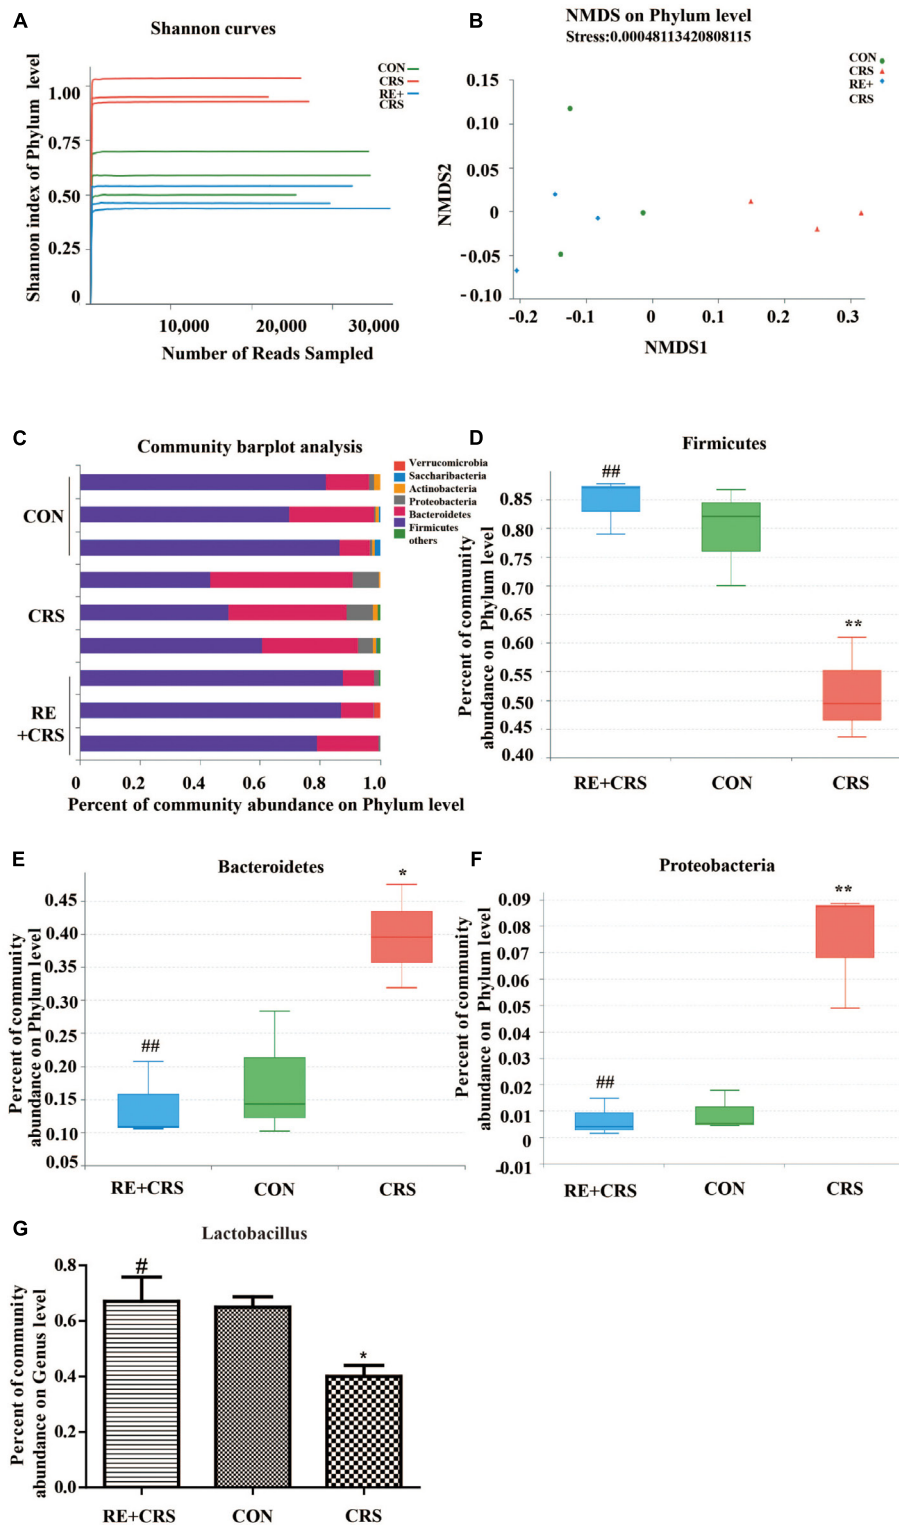 A
Shannon curves
Shannon index of Phylum level
1.00
0.75
0.50
0.25
0
10,000
20,000
30,000
Number of Reads Sampled
CON
CRS
RE+
CRS
B
NMDS on Phylum level
Stress:0.00048113420808115
CON
CRS
RE+
CRS
NMDS2
0.15
0.10
0.05
0
-0.05
-0.10
-0.2
-0.1
0
0.1
0.2
0.3
NMDS1
C
Community barplot analysis
Verrucomicrobia
Saccharibacteria
Actinobacteria
Proteobacteria
Bacteroidetes
Firmicutes
others
CON
CRS
RE
+CRS
0
0.2
0.4
0.6
0.8
1.0
Percent of community abundance on Phylum level
D
Firmicutes
Percent of community
abundance on Phylum level
0.85
0.80
0.70
0.65
0.60
0.55
0.50
0.45
0.40
##
**
RE+CRS
CON
CRS
E
Bacteroidetes
Percent of community
abundance on Phylum level
0.45
0.40
0.35
0.30
0.20
0.15
0.10
0.05
##
*
RE+CRS
CON
CRS
F
Proteobacteria
Percent of community
abundance on Phylum level
0.09
0.08
0.07
0.06
0.05
0.04
0.03
0.02
0.01
0
-0.01
##
**
RE+CRS
CON
CRS
G
Lactobacillus
Percent of community
abundance on Genus level
0.8
0.6
0.4
0.2
0.0
#
*
RE+CRS
CON
CRS